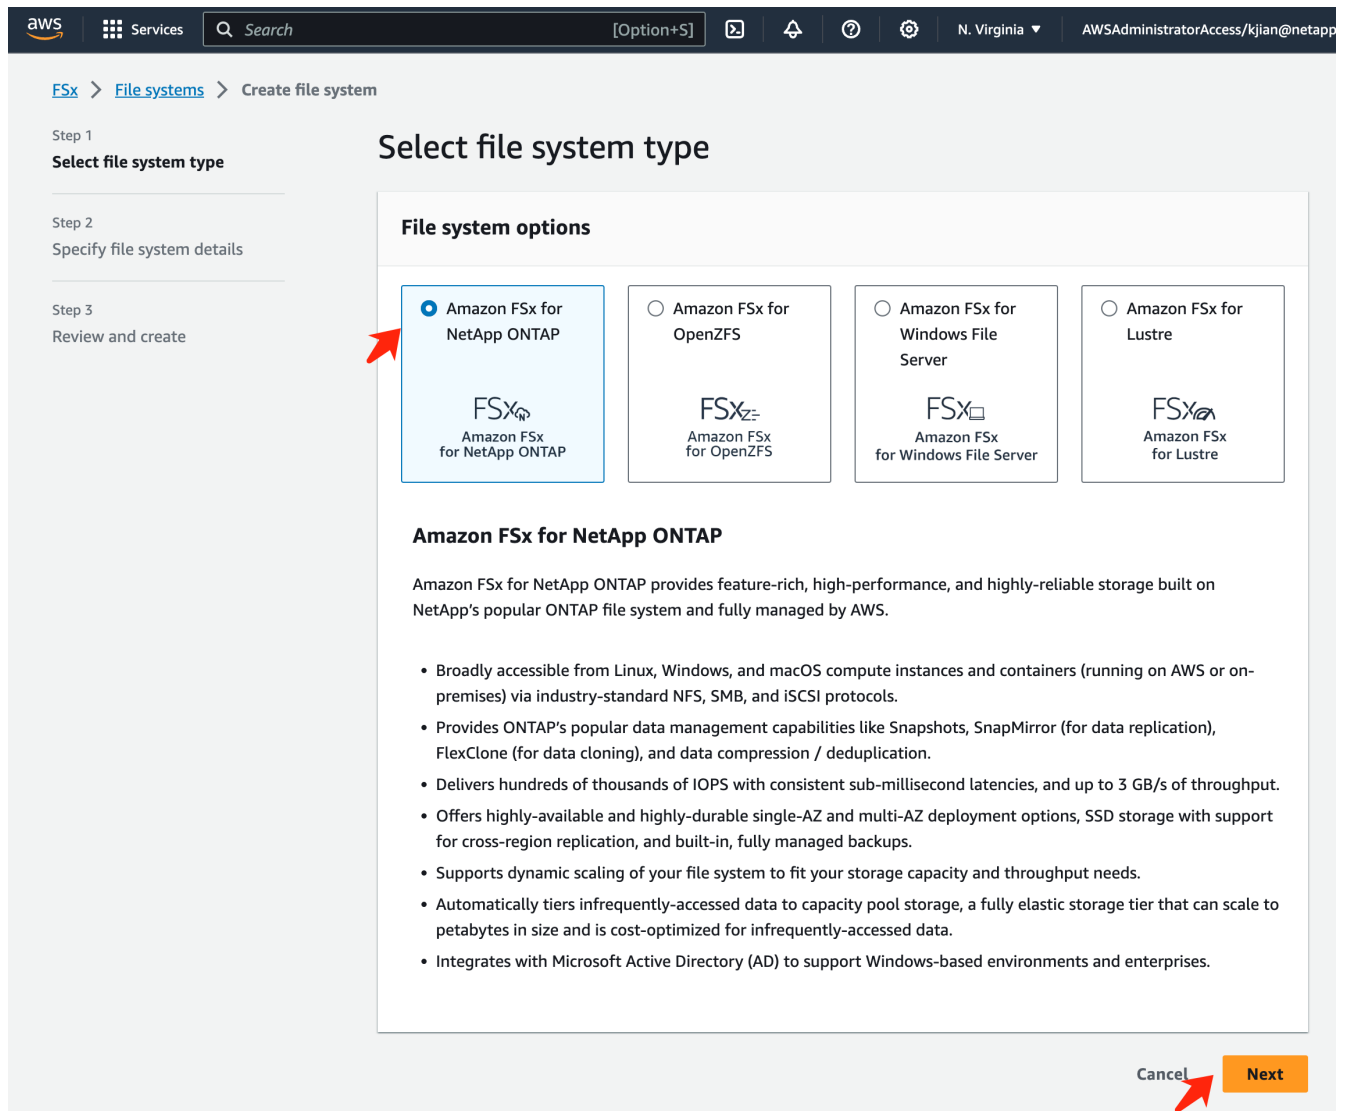 aws
Services
Search
[Option+S]
N. Virginia ▼
AWSAdministratorAccess/kjian@netapp
FSx > File systems > Create file system
Step 1
Select file system type
Step 2
Specify file system details
Step 3
Review and create
Select file system type
File system options
Amazon FSx for
NetApp ONTAP
FSx
Amazon FSx
for NetApp ONTAP
Amazon FSx for
OpenZFS
FSx
Amazon FSx
for OpenZFS
Amazon FSx for
Windows File
Server
FSx
Amazon FSx
for Windows File Server
Amazon FSx for
Lustre
FSx
Amazon FSx
for Lustre
Amazon FSx for NetApp ONTAP
Amazon FSx for NetApp ONTAP provides feature-rich, high-performance, and highly-reliable storage built on
NetApp’s popular ONTAP file system and fully managed by AWS.
• Broadly accessible from Linux, Windows, and macOS compute instances and containers (running on AWS or on-
premises) via industry-standard NFS, SMB, and iSCSI protocols.
• Provides ONTAP’s popular data management capabilities like Snapshots, SnapMirror (for data replication),
FlexClone (for data cloning), and data compression / deduplication.
• Delivers hundreds of thousands of IOPS with consistent sub-millisecond latencies, and up to 3 GB/s of throughput.
• Offers highly-available and highly-durable single-AZ and multi-AZ deployment options, SSD storage with support
for cross-region replication, and built-in, fully managed backups.
• Supports dynamic scaling of your file system to fit your storage capacity and throughput needs.
• Automatically tiers infrequently-accessed data to capacity pool storage, a fully elastic storage tier that can scale to
petabytes in size and is cost-optimized for infrequently-accessed data.
• Integrates with Microsoft Active Directory (AD) to support Windows-based environments and enterprises.
Cancel
Next